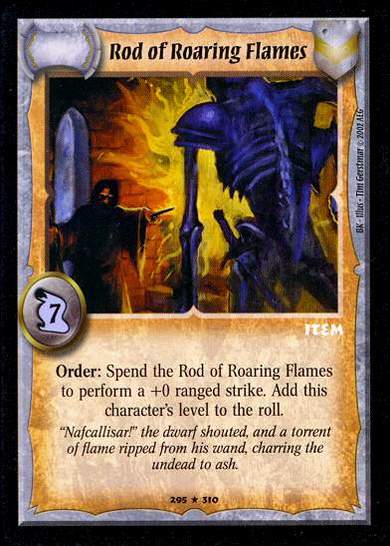 Rod of Roaring Flames
BK · Illus · Tim Gerstmar © 2002 AEG
7
ITEM
Order: Spend the Rod of Roaring Flames
to perform a +0 ranged strike. Add this
character's level to the roll.
"Nafcallisar!" the dwarf shouted, and a torrent
of flame ripped from his wand, charring the
undead to ash.
295 ★ 310